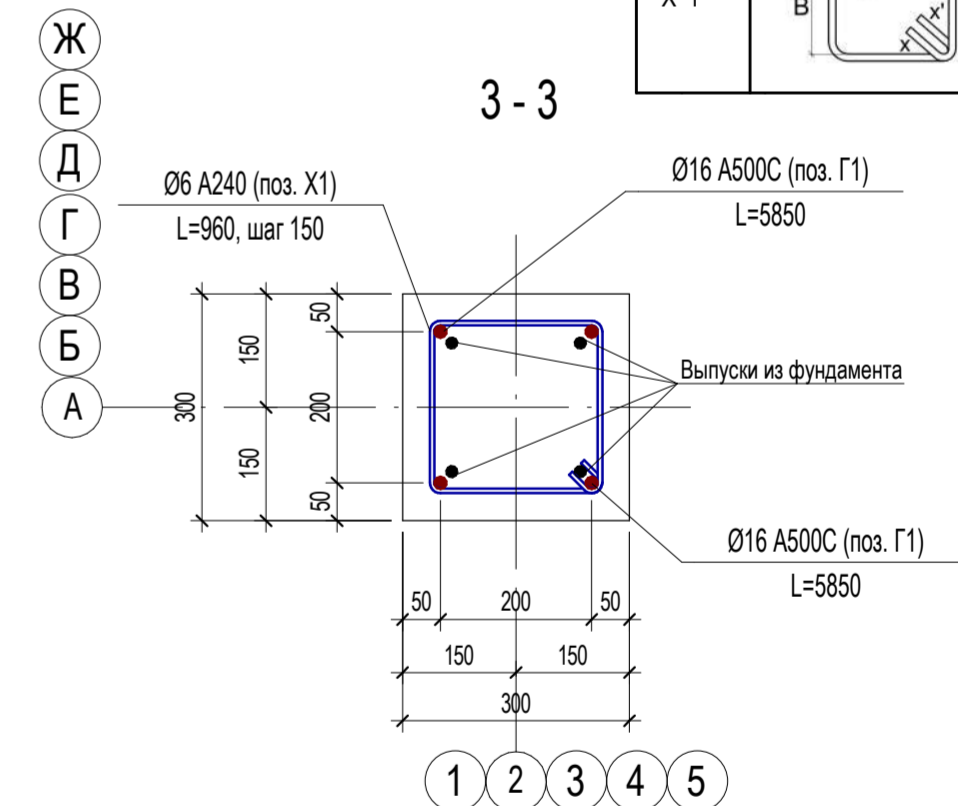 Х-1
В
х
х'
Ж
Е
Д
Г
В
Б
А
3 - 3
Ø6 А240 (поз. Х1)
L=960, шаг 150
Ø16 А500С (поз. Г1)
L=5850
Выпуски из фундамента
50
150
300
200
150
50
Ø16 А500С (поз. Г1)
L=5850
50 200 50
150 150
300
1 2 3 4 5